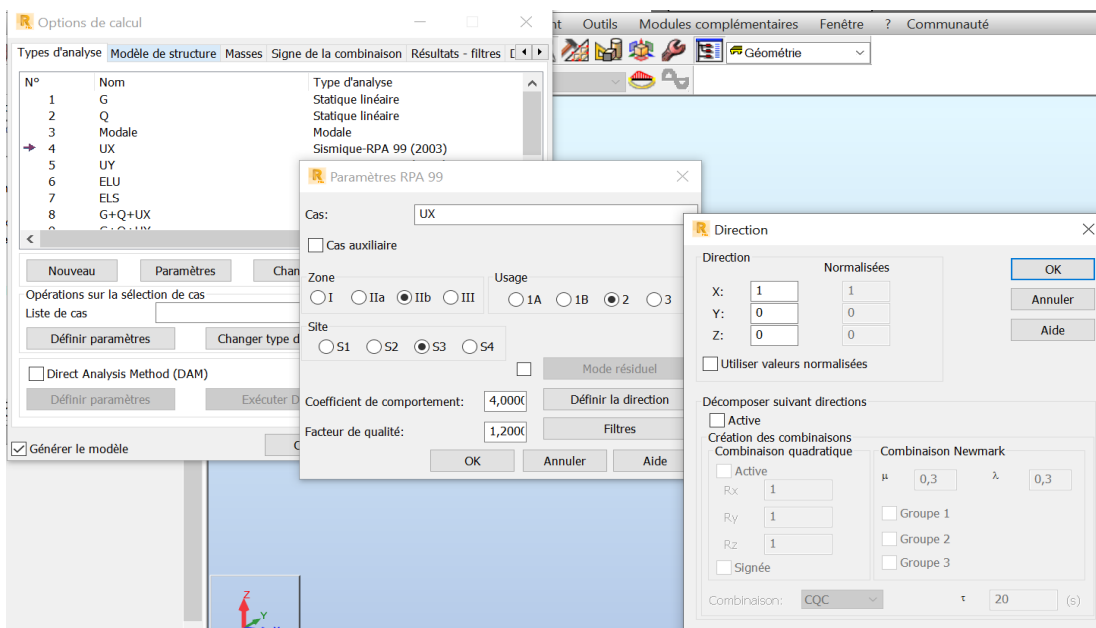 Options de calcul
Outils Modules complémentaires Fenêtre ? Communauté
Types d'analyse Modèle de structure Masses Signe de la combinaison Résultats - filtres
Géométrie
N° Nom Type d'analyse
1 G Statique linéaire
2 Q Statique linéaire
3 Modale Modale
4 UX Sismique-RPA 99 (2003)
5 UY
6 ELU
7 ELS
8 G+Q+UX
Nouveau Paramètres
Opérations sur la sélection de cas
Liste de cas
Définir paramètres Changer type
Direct Analysis Method (DAM)
Définir paramètres Exécuter
Générer le modèle
Paramètres RPA 99
Cas: UX
Cas auxiliaire
Zone Usage
I IIa IIb III 1A 1B 2 3
Site
S1 S2 S3 S4
Mode résiduel
Coefficient de comportement: 4,000 Définir la direction
Facteur de qualité: 1,200 Filtres
OK Annuler Aide
Direction
Direction
Normalisées
X: 1 1
Y: 0 0
Z: 0 0
Utiliser valeurs normalisées
OK
Annuler
Aide
Décomposer suivant directions
Active
Création des combinaisons
Combinaison quadratique Combinaison Newmark
Active μ 0,3 λ 0,3
Rx 1
Groupe 1
Ry 1
Groupe 2
Rz 1
Groupe 3
Signée
Combinaison: CQC τ 20 (s)
Z
Y